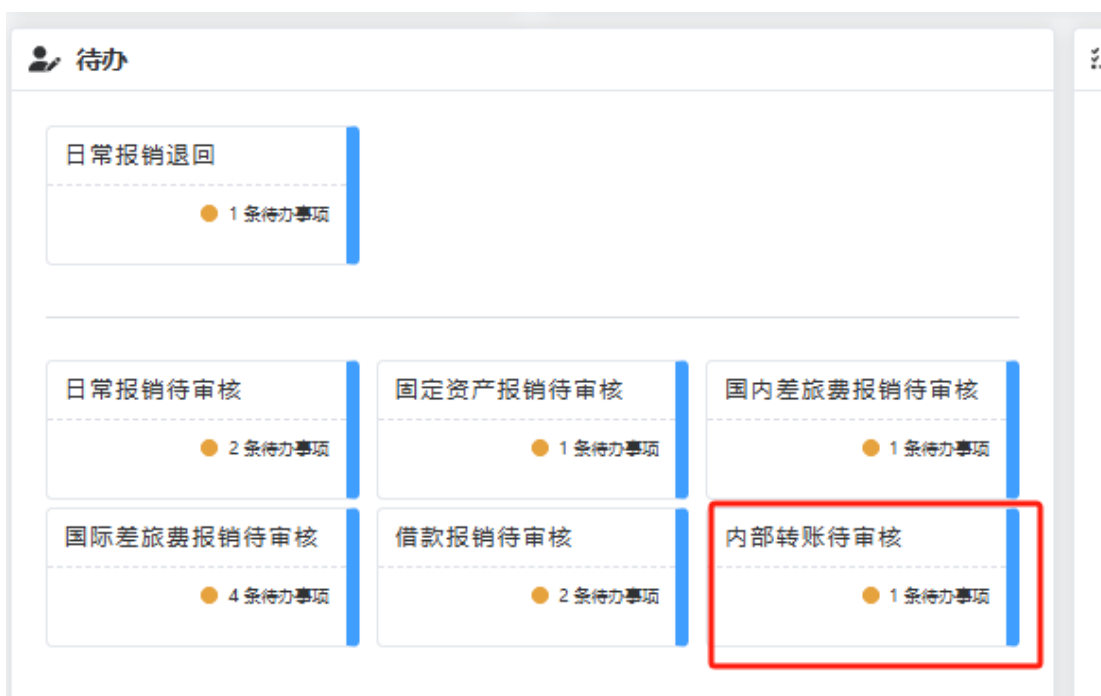 待办
日常报销退回
1 条待办事项
日常报销待审核
2 条待办事项
固定资产报销待审核
1 条待办事项
国内差旅费报销待审核
1 条待办事项
国际差旅费报销待审核
4 条待办事项
借款报销待审核
2 条待办事项
内部转账待审核
1 条待办事项